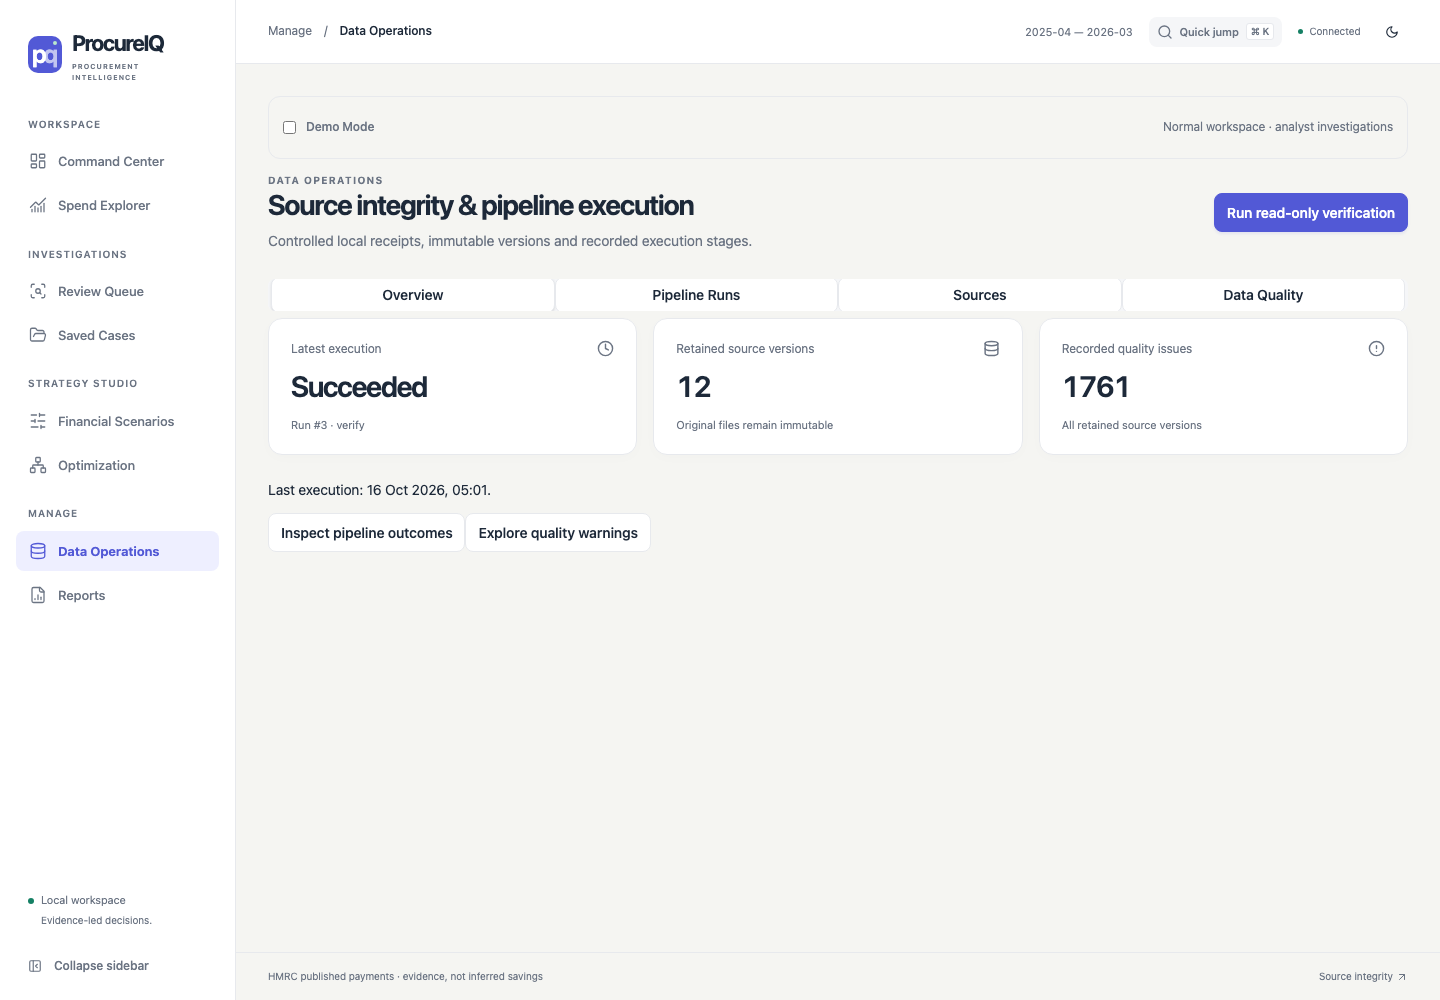 pq
ProcureIQ
PROCUREMENT
INTELLIGENCE
WORKSPACE
Command Center
Spend Explorer
INVESTIGATIONS
Review Queue
Saved Cases
STRATEGY STUDIO
Financial Scenarios
Optimization
MANAGE
Data Operations
Reports
Local workspace
Evidence-led decisions.
Collapse sidebar
Manage / Data Operations
2025-04 — 2026-03
Quick jump ⌘ K
Connected
Demo Mode
Normal workspace · analyst investigations
DATA OPERATIONS
Source integrity & pipeline execution
Controlled local receipts, immutable versions and recorded execution stages.
Run read-only verification
Overview
Pipeline Runs
Sources
Data Quality
Latest execution
Succeeded
Run #3 · verify
Retained source versions
12
Original files remain immutable
Recorded quality issues
1761
All retained source versions
Last execution: 16 Oct 2026, 05:01.
Inspect pipeline outcomes
Explore quality warnings
HMRC published payments · evidence, not inferred savings
Source integrity